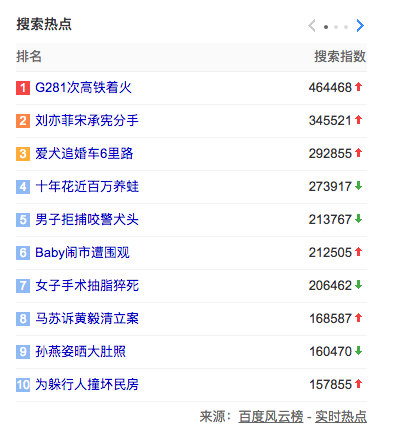 搜索热点
排名 搜索指数
1 G281次高铁着火 464468
2 刘亦菲宋承宪分手 345521
3 爱犬追婚车6里路 292855
4 十年花近百万养蛙 273917
5 男子拒捕咬警犬头 213767
6 Baby闹市遭围观 212505
7 女子手术抽脂猝死 206462
8 马苏诉黄毅清立案 168587
9 孙燕姿晒大肚照 160470
10 为躲行人撞坏民房 157855
来源：百度风云榜 - 实时热点